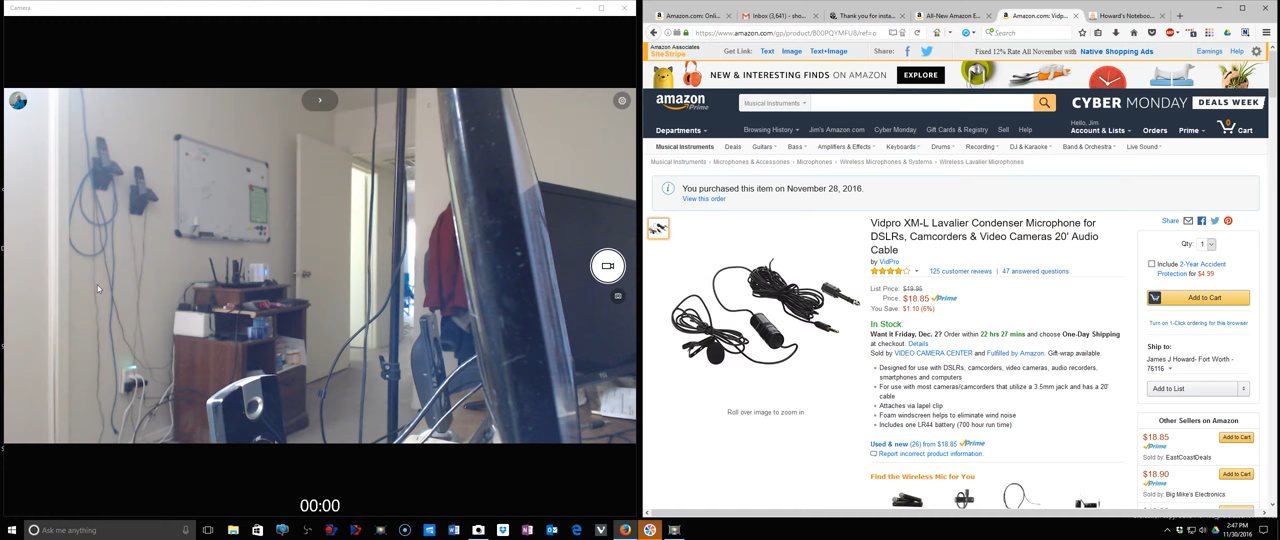 Camera
00:00
Amazon.com: Onli...
Inbox (3,641) - sho...
Thank you for insta...
All-New Amazon E...
Amazon.com: Vidp...
Howard's Noteboo...
https://www.amazon.com/gp/product/B00PQYMFU8/ref=o
Search
Amazon Associates
Site Stripe
Get Link: Text Image Text+Image Share:
Fixed 12% Rate All November with Native Shopping Ads
Earnings Help
NEW & INTERESTING FINDS ON AMAZON EXPLORE
amazon
Prime
Musical Instruments
CYBER MONDAY DEALS WEEK
Departments
Browsing History Jim's Amazon.com Cyber Monday Gift Cards & Registry Sell Help
Hello, Jim
Account & Lists Orders Prime 0 Cart
Musical Instruments Deals Guitars Bass Amplifiers & Effects Keyboards Drums Recording DJ & Karaoke Band & Orchestra Live Sound
Musical Instruments › Microphones & Accessories › Microphones › Wireless Microphones & Systems › Wireless Lavalier Microphones
You purchased this item on November 28, 2016.
View this order
Roll over image to zoom in
Vidpro XM-L Lavalier Condenser Microphone for
DSLRs, Camcorders & Video Cameras 20' Audio
Cable
by VidPro
125 customer reviews | 47 answered questions
List Price: $19.95
Price: $18.85 Prime
You Save: $1.10 (6%)
In Stock.
Want it Friday, Dec. 2? Order within 22 hrs 27 mins and choose One-Day Shipping
at checkout. Details
Sold by VIDEO CAMERA CENTER and Fulfilled by Amazon. Gift-wrap available.
Designed for use with DSLRs, camcorders, video cameras, audio recorders,
smartphones and computers
For use with most cameras/camcorders that utilize a 3.5mm jack and has a 20'
cable
Attaches via lapel clip
Foam windscreen helps to eliminate wind noise
Includes one LR44 battery (700 hour run time)
Used & new (26) from $18.85 Prime
Report incorrect product information.
Find the Wireless Mic for You
Share
Qty: 1
Include 2-Year Accident
Protection for $4.99
Add to Cart
Turn on 1-Click ordering for this browser
Ship to:
James J Howard- Fort Worth -
76116
Add to List
Other Sellers on Amazon
$18.85 Add to Cart
Prime
Sold by: EastCoastDeals
$18.90 Add to Cart
Prime
Sold by: Big Mike's Electronics
Ask me anything
2:47 PM
11/30/2016